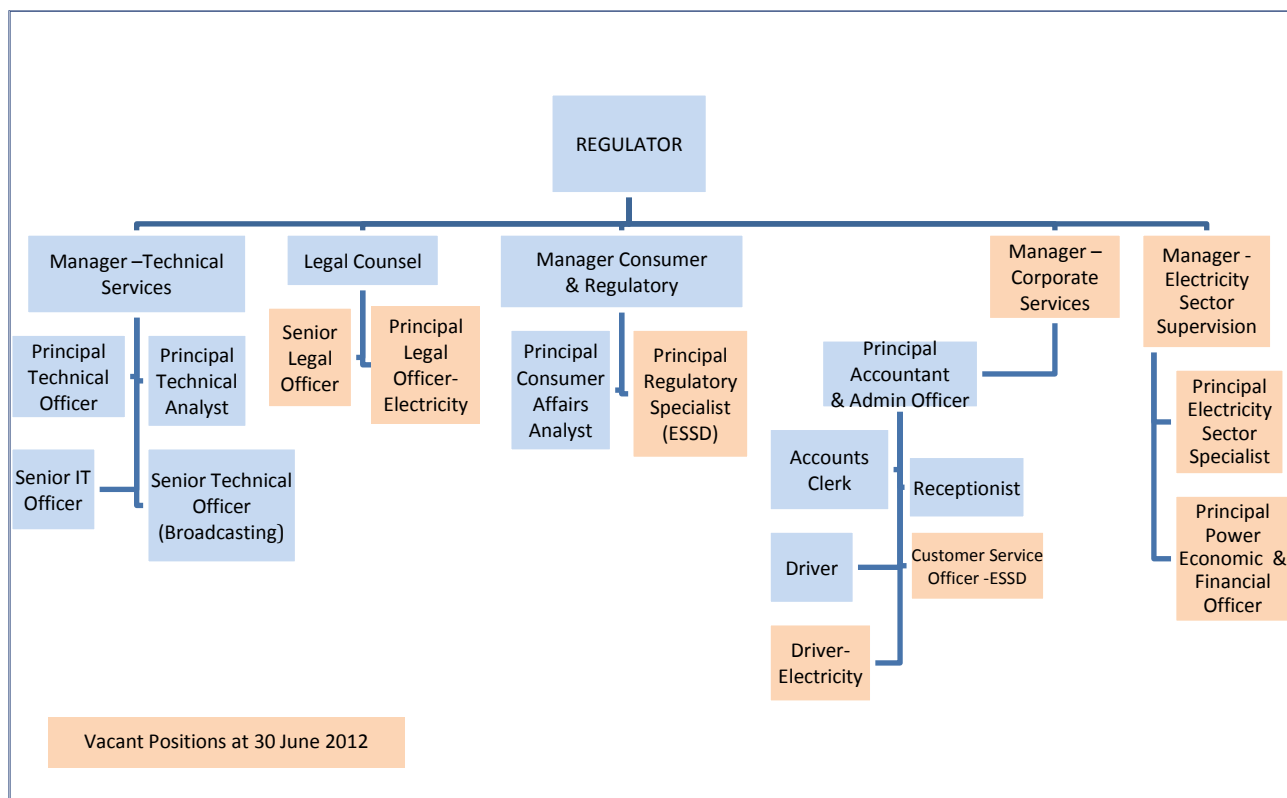 REGULATOR
Manager –Technical
Services
Legal Counsel
Manager Consumer
& Regulatory
Manager –
Corporate
Services
Manager -
Electricity
Sector
Supervision
Principal
Technical
Officer
Principal
Technical
Analyst
Senior IT
Officer
Senior Technical
Officer
(Broadcasting)
Senior
Legal
Officer
Principal
Legal
Officer-
Electricity
Principal
Consumer
Affairs
Analyst
Principal
Regulatory
Specialist
(ESSD)
Principal
Accountant
& Admin Officer
Accounts
Clerk
Receptionist
Driver
Customer Service
Officer -ESSD
Driver-
Electricity
Principal
Electricity
Sector
Specialist
Principal
Power
Economic &
Financial
Officer
Vacant Positions at 30 June 2012